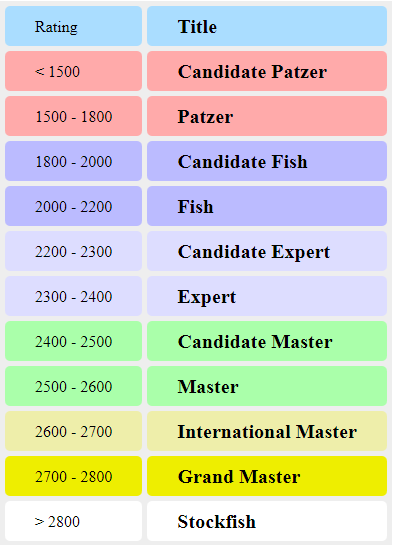 Rating Title
< 1500 Candidate Patzer
1500 - 1800 Patzer
1800 - 2000 Candidate Fish
2000 - 2200 Fish
2200 - 2300 Candidate Expert
2300 - 2400 Expert
2400 - 2500 Candidate Master
2500 - 2600 Master
2600 - 2700 International Master
2700 - 2800 Grand Master
> 2800 Stockfish